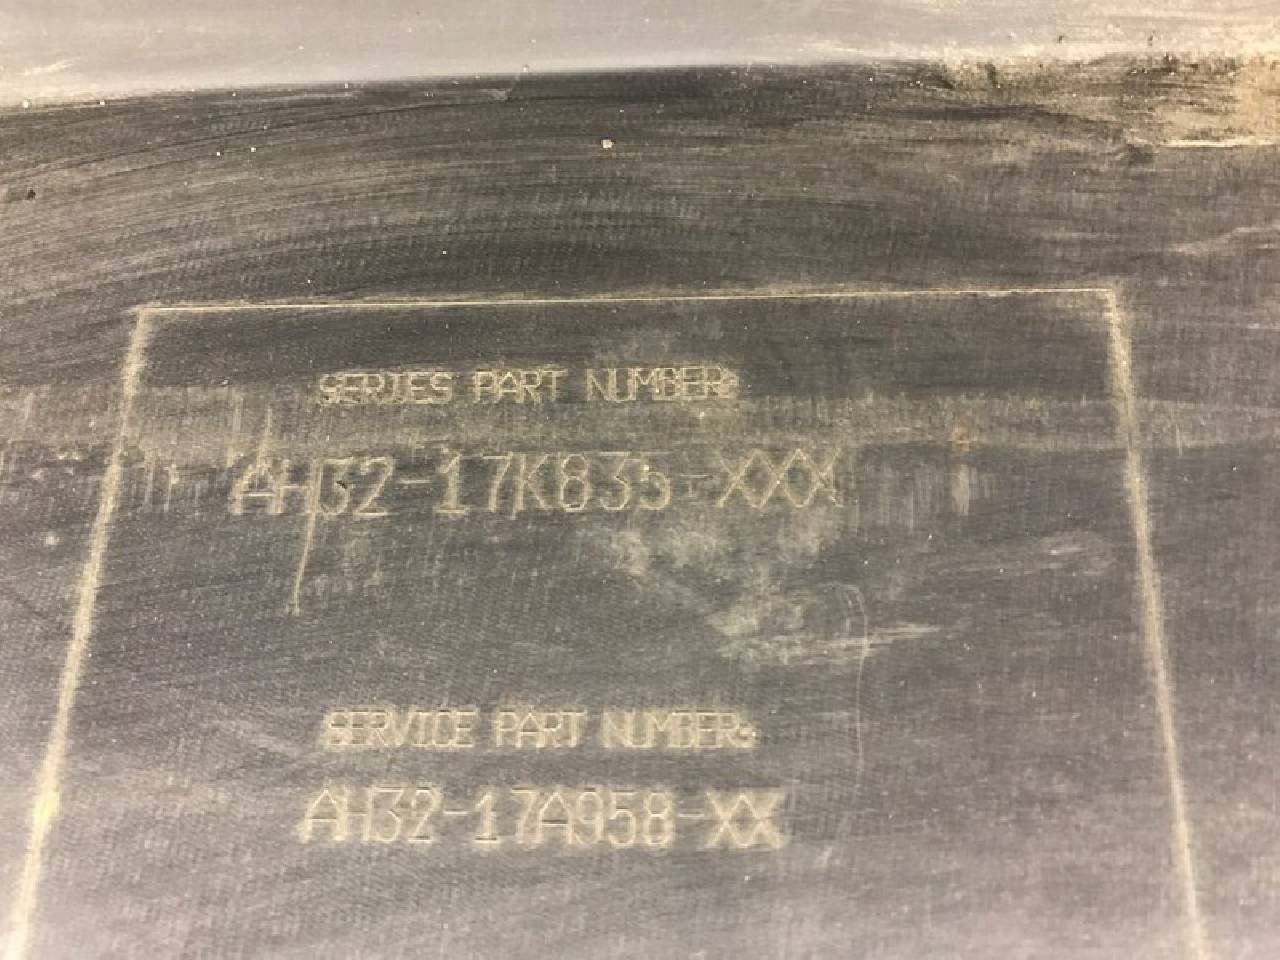 SERIES PART NUMBER:
AH32-17K835-XXX
SERVICE PART NUMBER:
AH32-17A958-XX